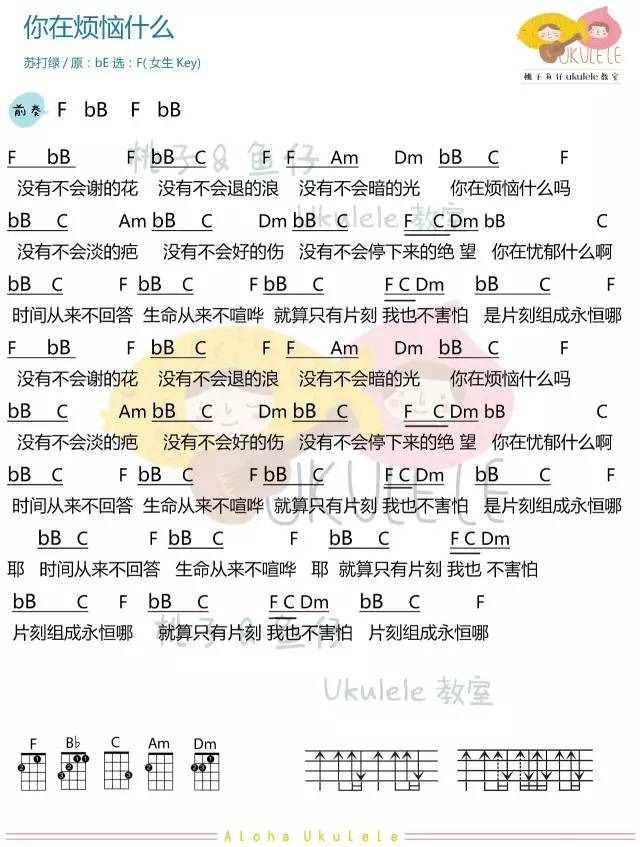 你在烦恼什么
苏打绿 / 原：bE 选：F( 女生 Key)
UKULELE
桃子鱼仔ukulele教室
前奏 F bB F bB
F bB F bB C F F Am Dm bB C F
没有不会谢的花 没有不会退的浪 没有不会暗的光 你在烦恼什么吗
bB C Am bB C Dm bB C F C Dm bB C
没有不会淡的疤 没有不会好的伤 没有不会停下来的绝 望 你在忧郁什么啊
bB C F bB C F bB C F C Dm bB C F
时间从来不回答 生命从来不喧哗 就算只有片刻 我也不害怕 是片刻组成永恒哪
F bB F bB C F F Am Dm bB C F
没有不会谢的花 没有不会退的浪 没有不会暗的光 你在烦恼什么吗
bB C Am bB C Dm bB C F C Dm bB C
没有不会淡的疤 没有不会好的伤 没有不会停下来的绝 望 你在忧郁什么啊
bB C F bB C F bB C F C Dm bB C F
时间从来不回答 生命从来不喧哗 就算只有片刻 我也不害怕 是片刻组成永恒哪
bB C F bB C F bB C F C Dm
耶 时间从来不回答 生命从来不喧哗 耶 就算只有片刻 我也 不害怕
bB C F bB C F C Dm bB C F
片刻组成永恒哪 就算只有片刻 我也不害怕 片刻组成永恒哪
桃子&鱼仔
Ukulele 教室
UKULELE
桃子&鱼仔
Ukulele 教室
F B♭ C Am Dm
Aloha Ukulele